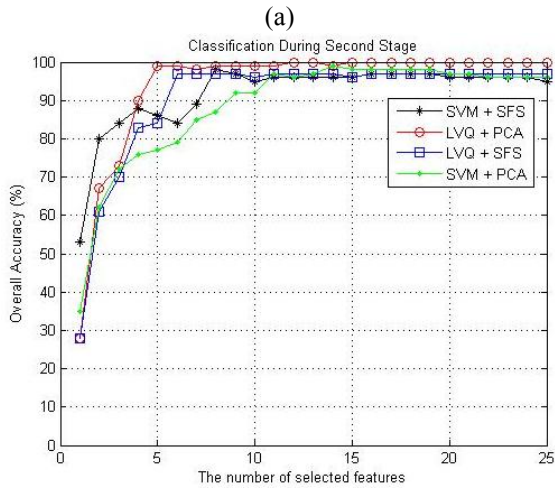 (a)
Classification During Second Stage
100
90
80
70
60
50
40
30
20
10
0
Overall Accuracy (%)
SVM + SFS
LVQ + PCA
LVQ + SFS
SVM + PCA
0 5 10 15 20 25
The number of selected features